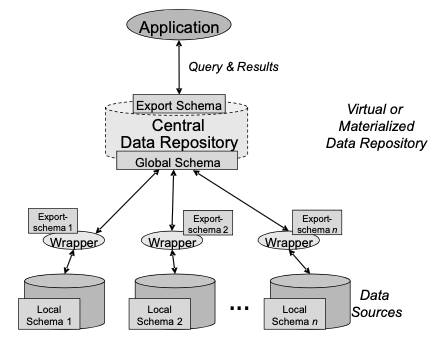 Application
Query & Results
Export Schema
Central
Data Repository
Global Schema
Virtual or
Materialized
Data Repository
Export-
schema 1
Wrapper
Export-
schema 2
Wrapper
Export-
schema n
Wrapper
Local
Schema 1
Local
Schema 2
...
Local
Schema n
Data
Sources